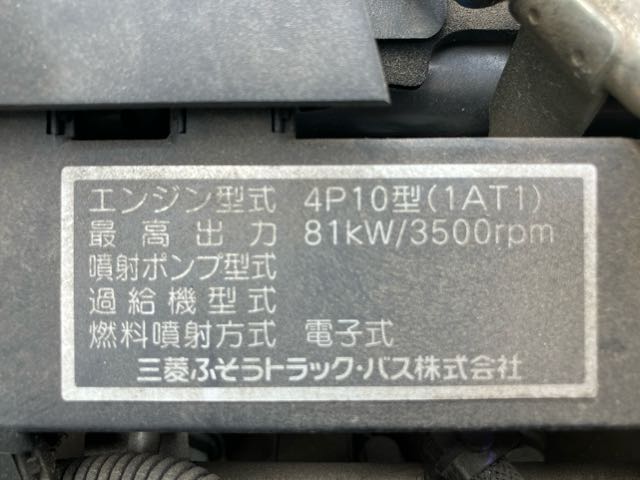 エンジン型式 4P10型(1AT1)
最高出力 81kW/3500rpm
噴射ポンプ型式
過給機型式
燃料噴射方式 電子式
三菱ふそうトラック・バス株式会社